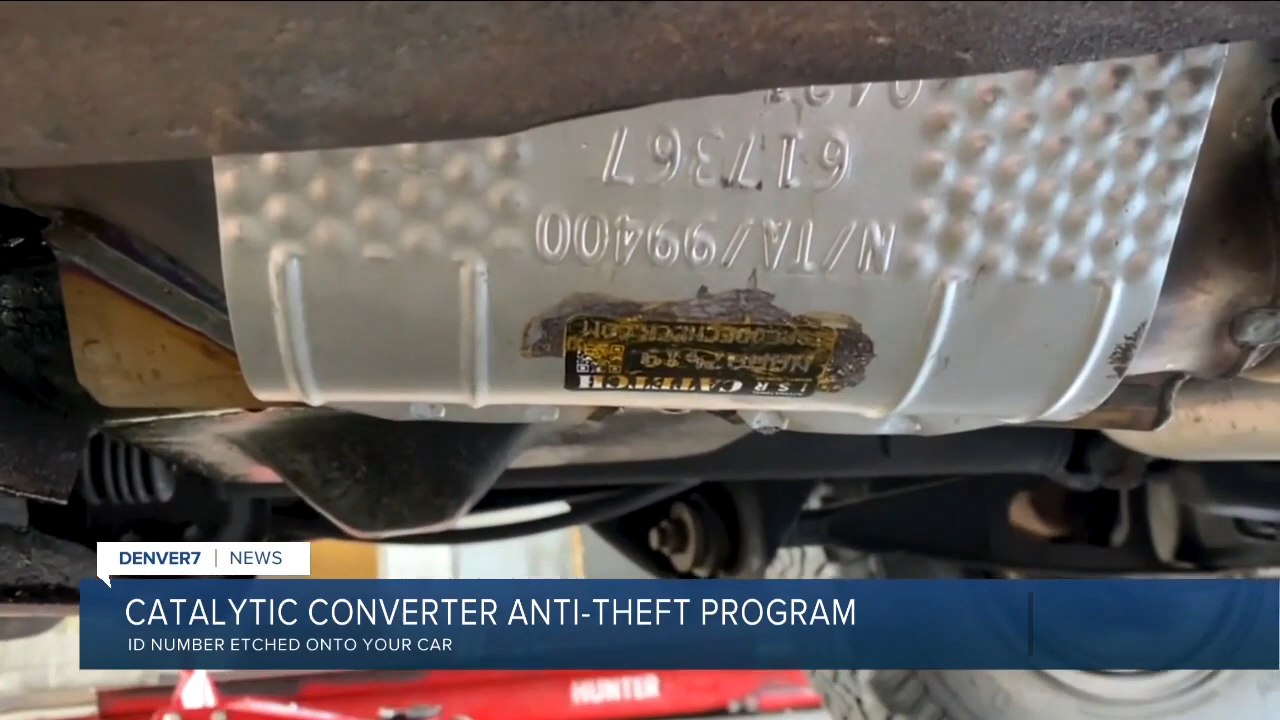 617367
N/TA/99400
CATETCH
DENVER7 | NEWS
CATALYTIC CONVERTER ANTI-THEFT PROGRAM
ID NUMBER ETCHED ONTO YOUR CAR
HUNTER